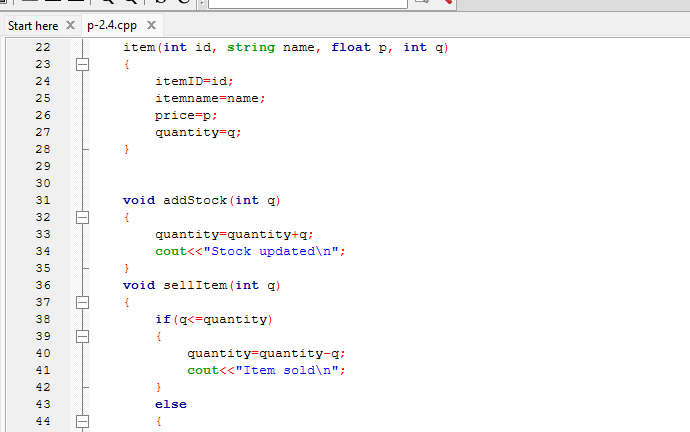 Start here X p-2.4.cpp X
22 item(int id, string name, float p, int q)
23 {
24 itemID=id;
25 itemname=name;
26 price=p;
27 quantity=q;
28 }
29
30
31 void addStock(int q)
32 {
33 quantity=quantity+q;
34 cout<<"Stock updated\n";
35 }
36 void sellItem(int q)
37 {
38 if(q<=quantity)
39 {
40 quantity=quantity-q;
41 cout<<"Item sold\n";
42 }
43 else
44 {